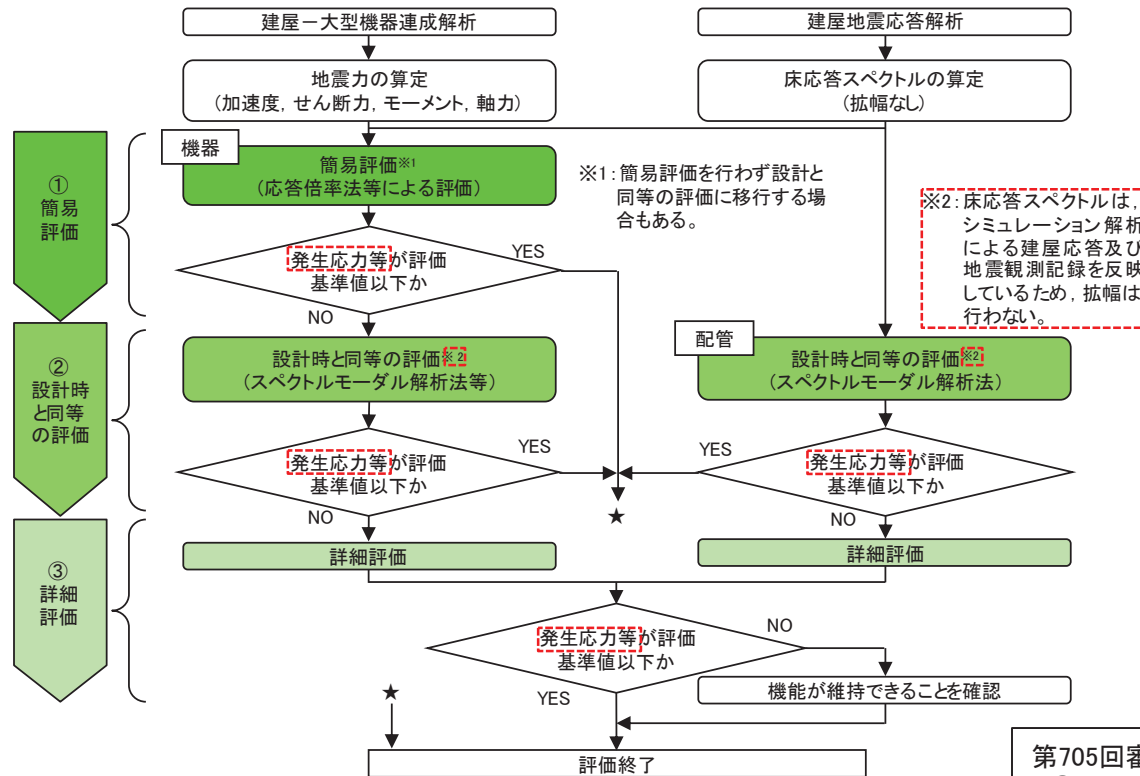 建屋－大型機器連成解析
建屋地震応答解析
地震力の算定
(加速度, せん断力, モーメント, 軸力)
床応答スペクトルの算定
(拡幅なし)
①
簡易
評価
機器
簡易評価※1
(応答倍率法等による評価)
※1：簡易評価を行わず設計と
同等の評価に移行する場
合もある。
※2：床応答スペクトルは,
シミュレーション解析
による建屋応答及び
地震観測記録を反映
しているため, 拡幅は
行わない。
発生応力等が評価
基準値以下か
YES
NO
②
設計時
と同等
の評価
設計時と同等の評価※2
(スペクトルモーダル解析法等)
配管
設計時と同等の評価※2
(スペクトルモーダル解析法)
発生応力等が評価
基準値以下か
YES
NO
★
YES
発生応力等が評価
基準値以下か
NO
③
詳細
評価
詳細評価
詳細評価
発生応力等が評価
基準値以下か
NO
YES
機能が維持できることを確認
★
評価終了
第705回審